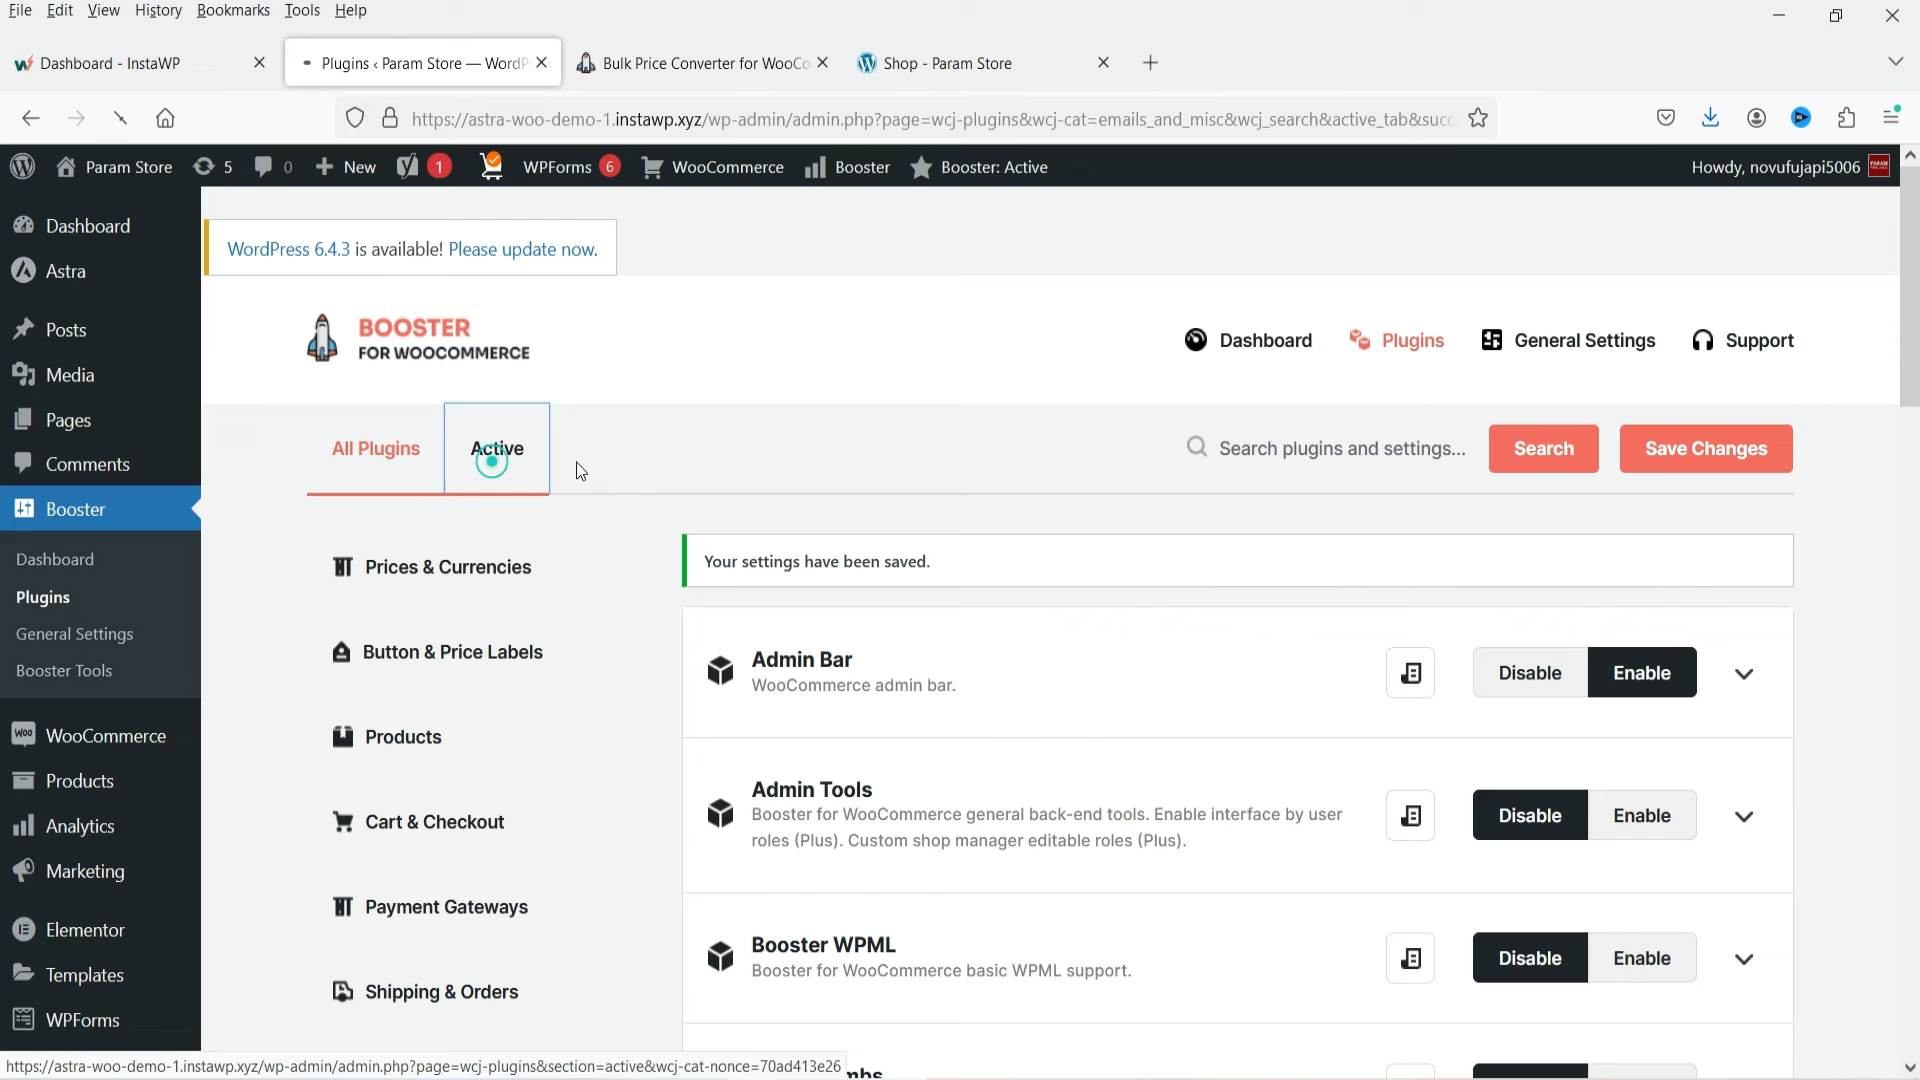 File Edit View History Bookmarks Tools Help
Dashboard - InstaWP
Plugins ‹ Param Store — WordP
Bulk Price Converter for WooCo
Shop - Param Store
https://astra-woo-demo-1.instawp.xyz/wp-admin/admin.php?page=wcj-plugins&wcj-cat=emails_and_misc&wcj_search&active_tab&succ
Param Store 5 0 New 1 WPForms 6 WooCommerce Booster Booster: Active Howdy, novufujapi5006
Dashboard
Astra
Posts
Media
Pages
Comments
Booster
Dashboard
Plugins
General Settings
Booster Tools
WooCommerce
Products
Analytics
Marketing
Elementor
Templates
WPForms
WordPress 6.4.3 is available! Please update now.
BOOSTER
FOR WOOCOMMERCE
Dashboard Plugins General Settings Support
All Plugins Active Search plugins and settings... Search Save Changes
Prices & Currencies
Button & Price Labels
Products
Cart & Checkout
Payment Gateways
Shipping & Orders
Your settings have been saved.
Admin Bar
WooCommerce admin bar.
Disable Enable
Admin Tools
Booster for WooCommerce general back-end tools. Enable interface by user
roles (Plus). Custom shop manager editable roles (Plus).
Disable Enable
Booster WPML
Booster for WooCommerce basic WPML support.
Disable Enable
https://astra-woo-demo-1.instawp.xyz/wp-admin/admin.php?page=wcj-plugins&section=active&wcj-cat-nonce=70ad413e26